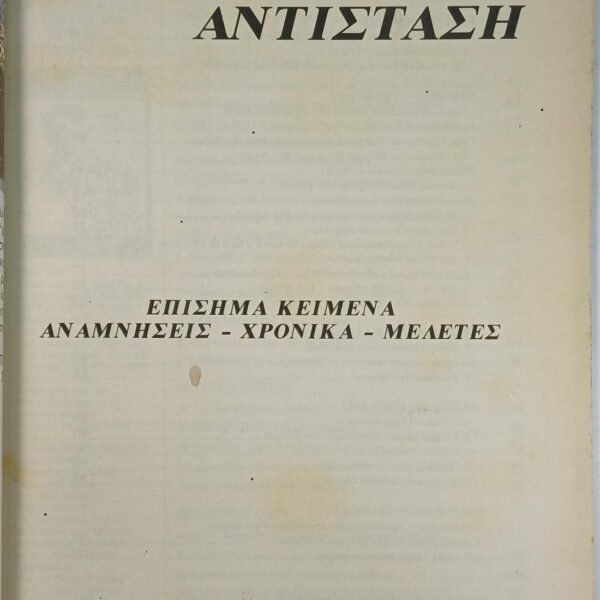 ΑΝΤΙΣΤΑΣΗ
ΕΠΙΣΗΜΑ ΚΕΙΜΕΝΑ
ΑΝΑΜΝΗΣΕΙΣ – ΧΡΟΝΙΚΑ – ΜΕΛΕΤΕΣ